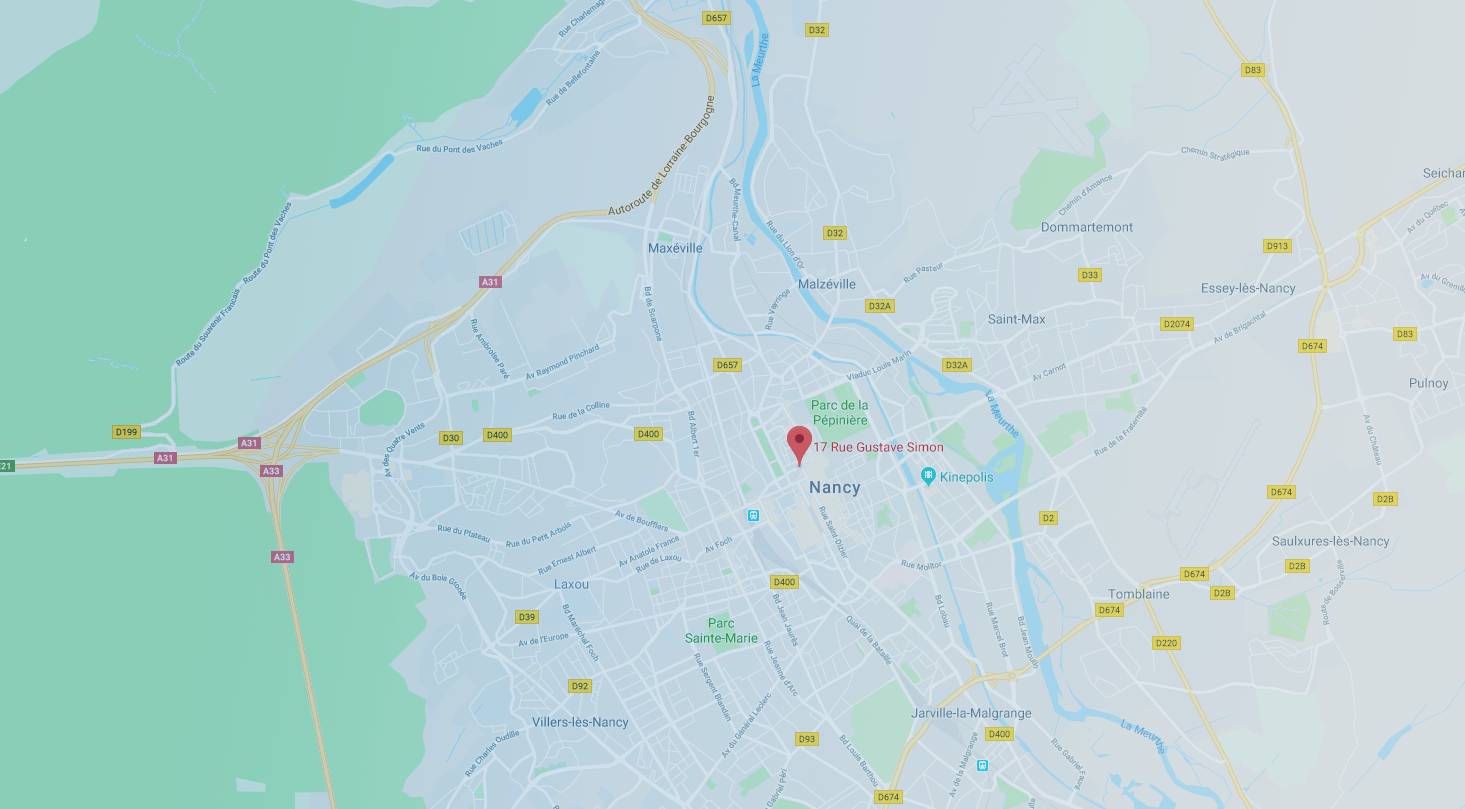 Rue Charlemag
D657
D32
La Meurthe
D83
Rue de Bellefontaine
Autoroute de Lorraine-Bourgogne
Rue du Pont des Vaches
Chemin Stratégique
Seichar
Chemin d'Amance
Bd Meurthe-Canal
Route du Pont des Vaches
Av du Québec
Dommartemont
D32
Rue du Lion d'Or
Maxéville
D913
Rue Pasteur
D33
A31
Malzéville
Essey-lès-Nancy
Av du Grémil
Bd de Scarpone
Rue Vayringe
D32A
Saint-Max
D2074
Av de Brigachtal
D83
Route du Souvenir Français
Rue Ambroise Paré
D674
Av Raymond Pinchard
D657
Viaduc Louis Marin
D32A
Av Carnot
Pulnoy
La Meurthe
Parc de la
Pépinière
Rue de la Colline
Bd Albert 1er
D199
A31
D30
D400
D400
Av des Quatre Vents
Rue de la Fraternité
Av du Château
17 Rue Gustave Simon
E21
A31
A33
Kinepolis
Nancy
D674
D2B
Rue Saint-Dizier
Av de Boufflers
D2
Rue du Plateau
Rue du Petit Arbois
Av Anatole France
Av Foch
Saulxures-lès-Nancy
A33
Rue Ernest Albert
Rue de Laxou
Rue Molitor
D2B
D674
Av du Bois Gronée
Laxou
D400
Tomblaine
D2B
D674
D39
Bd Maréchal Foch
Bd Jean Jaurès
Bd Lobau
Rue Marcel Brot
Bd Jean Moulin
Parc
Sainte-Marie
Av de l'Europe
Quai de la Bataille
D220
Rue Jeanne d'Arc
Rue Sergent Blandan
D92
Villers-lès-Nancy
Jarville-la-Malgrange
Av du Général Leclerc
La Meurthe
D93
D400
Rue Charles Oudille
Bd Louis Barthou
Av de la Malgrange
Rue Gabriel Fauré
Gabriel Péri
D674